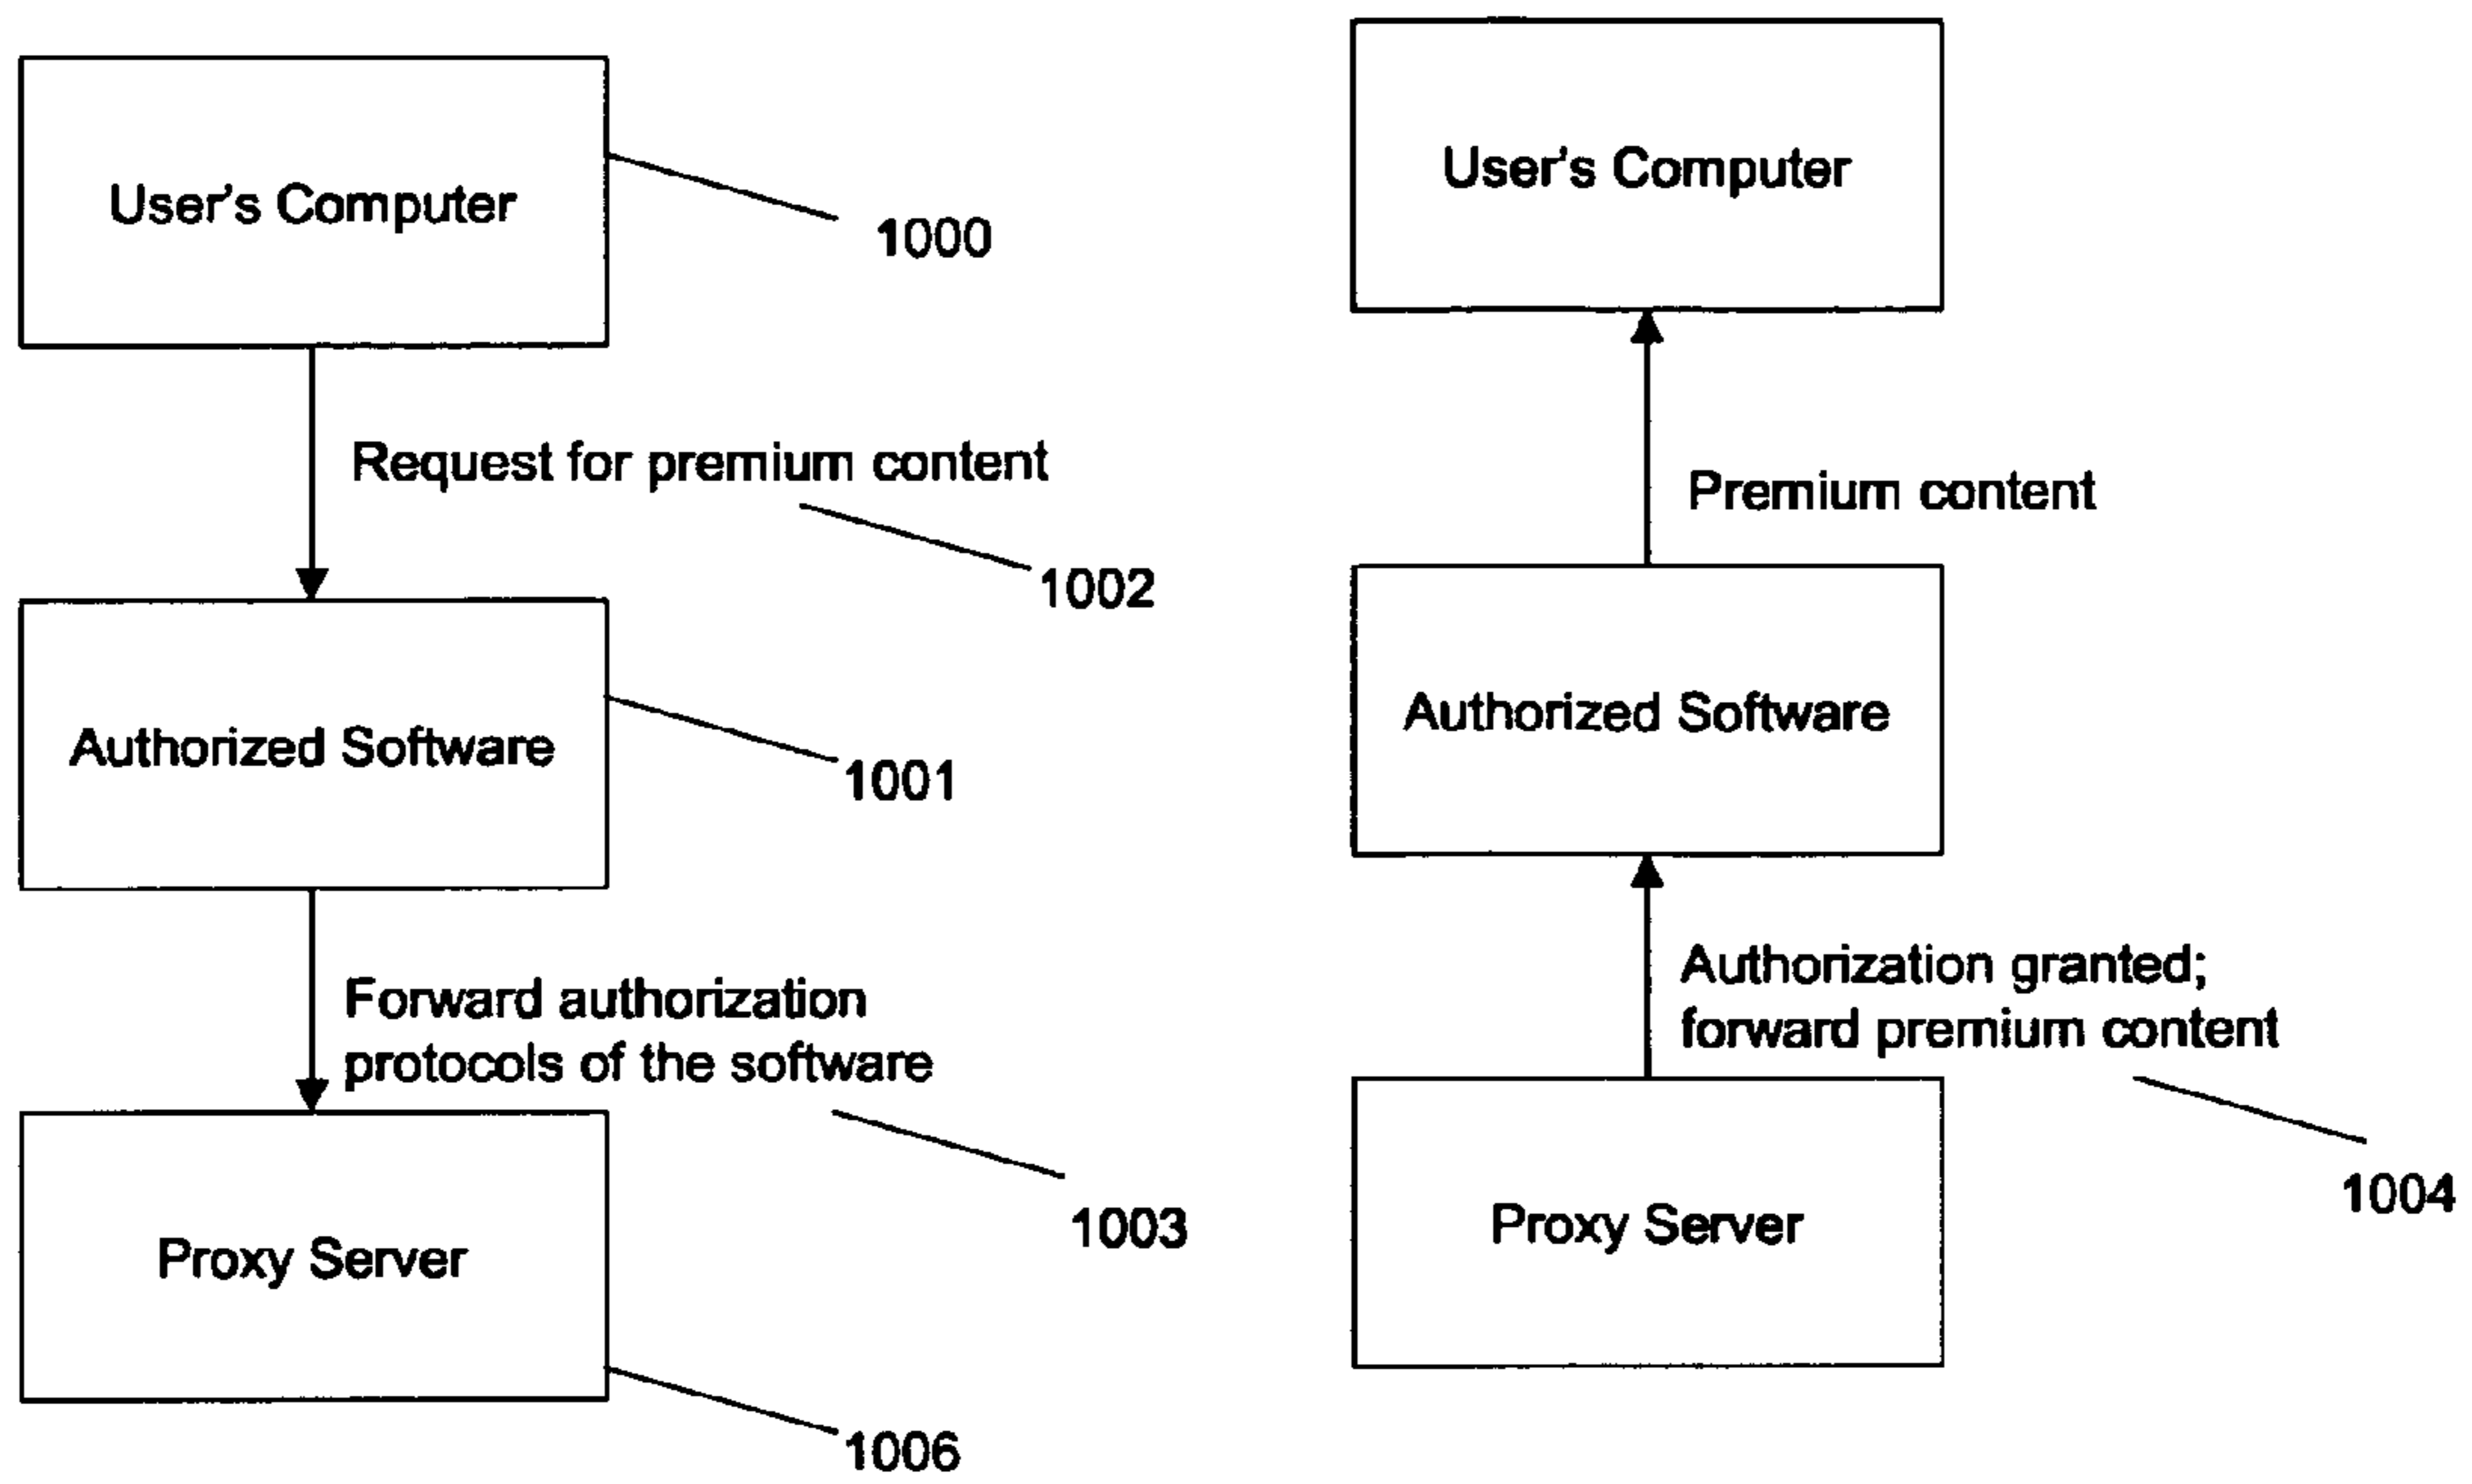 User's Computer
1000
Request for premium content
1002
Authorized Software
1001
Forward authorization
protocols of the software
1003
Proxy Server
1006
User's Computer
Premium content
Authorized Software
Authorization granted;
forward premium content
1004
Proxy Server